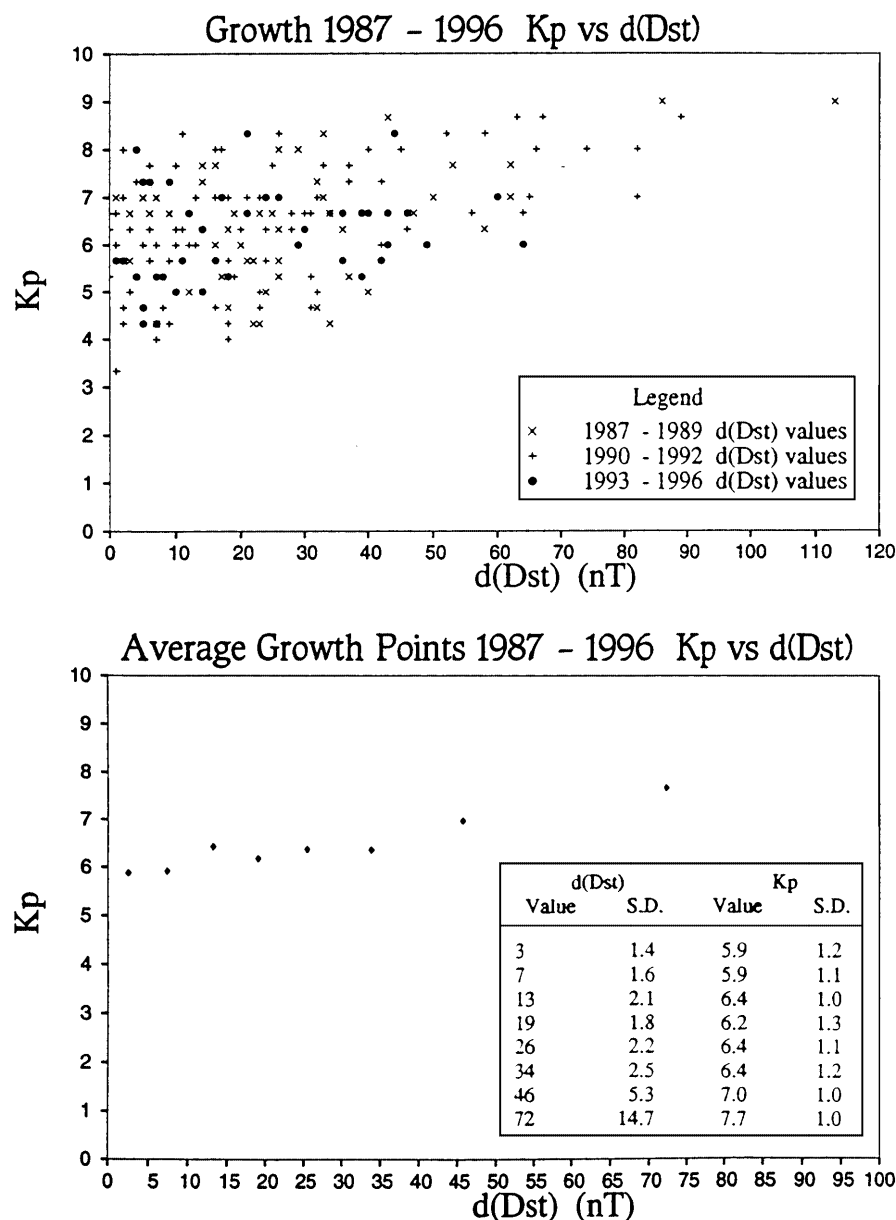 Growth 1987 - 1996 Kp vs d(Dst)
10
9
8
7
6
5
4
3
2
1
0
Kp
Legend
× 1987 - 1989 d(Dst) values
+ 1990 - 1992 d(Dst) values
● 1993 - 1996 d(Dst) values
0 10 20 30 40 50 60 70 80 90 100 110 120
d(Dst) (nT)
Average Growth Points 1987 - 1996 Kp vs d(Dst)
10
9
8
7
6
5
4
3
2
1
0
Kp
d(Dst) Kp
Value S.D. Value S.D.
3 1.4 5.9 1.2
7 1.6 5.9 1.1
13 2.1 6.4 1.0
19 1.8 6.2 1.3
26 2.2 6.4 1.1
34 2.5 6.4 1.2
46 5.3 7.0 1.0
72 14.7 7.7 1.0
0 5 10 15 20 25 30 35 40 45 50 55 60 65 70 75 80 85 90 95 100
d(Dst) (nT)